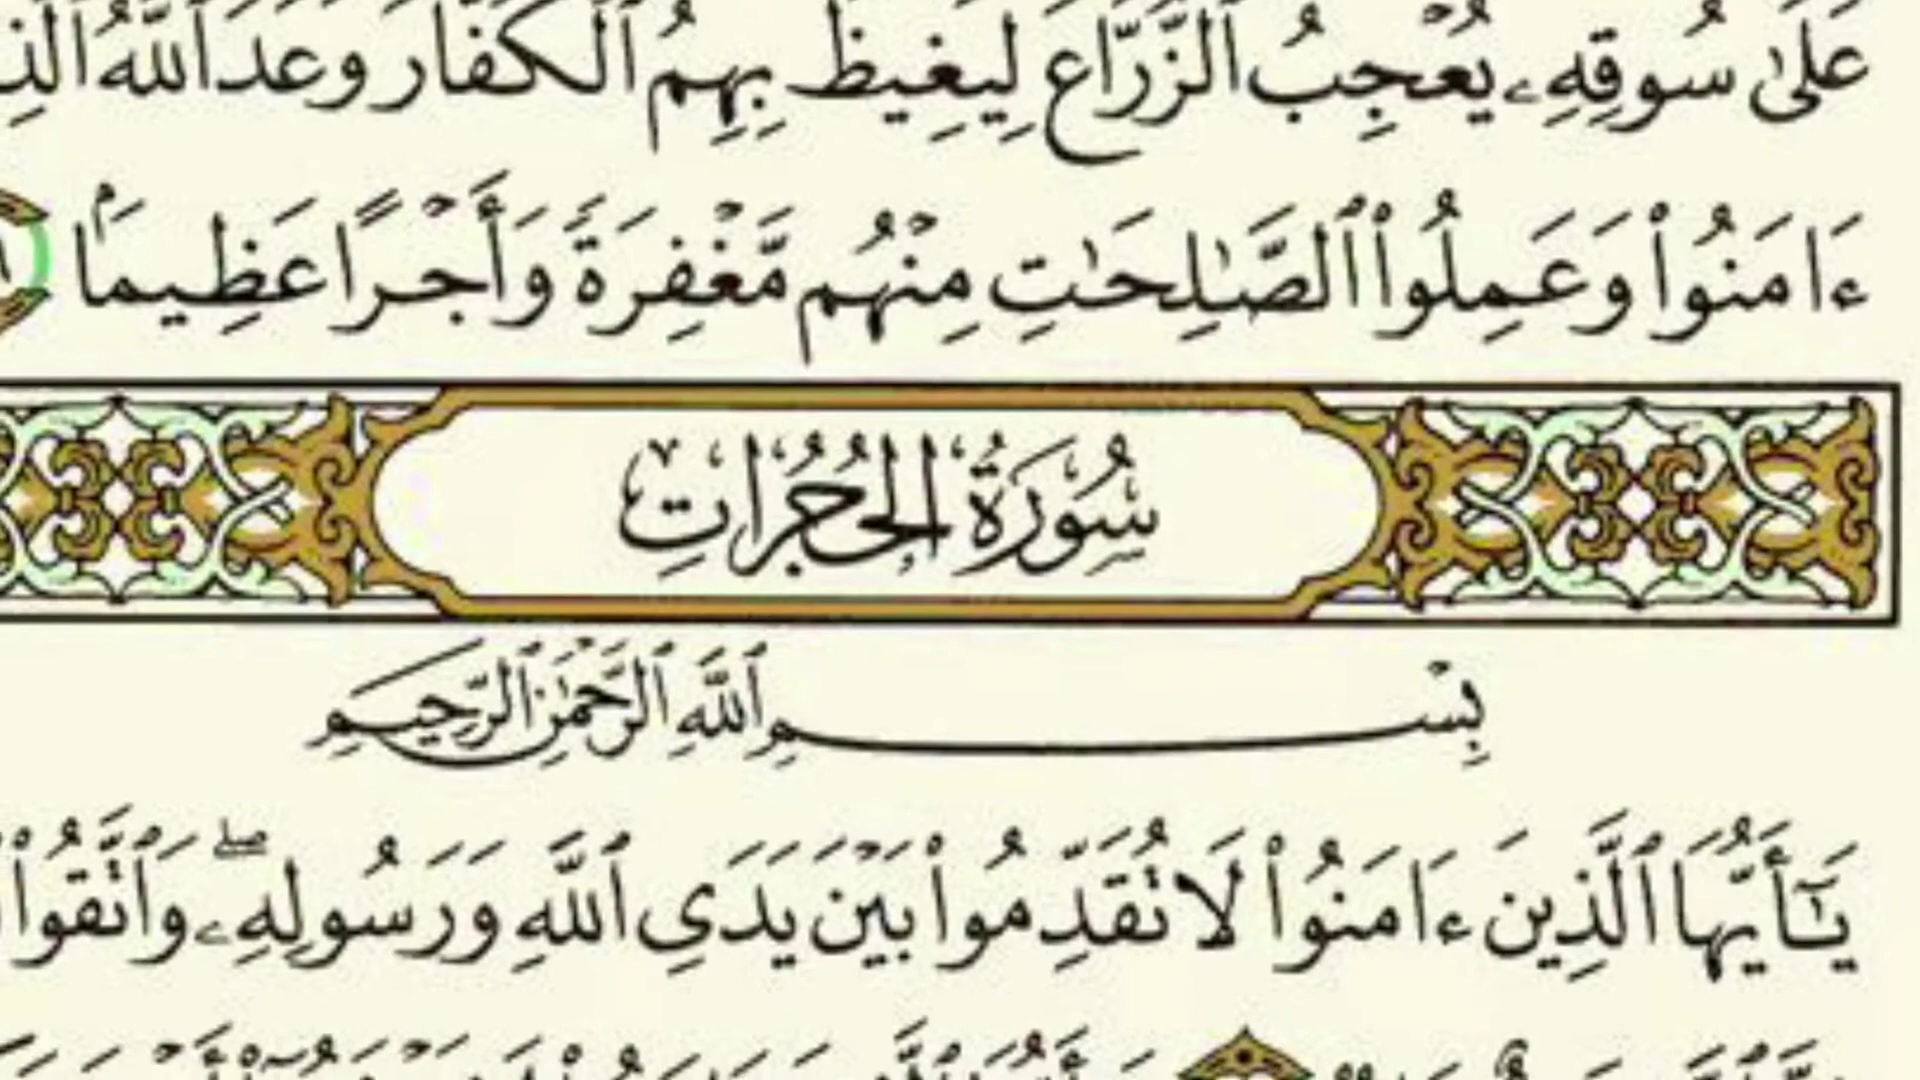 عَلَىٰ سُوقِهِۦ يُعْجِبُ ٱلزُّرَّاعَ لِيَغِيظَ بِهِمُ ٱلْكُفَّارَ وَعَدَ ٱللَّهُ
ءَامَنُوا۟ وَعَمِلُوا۟ ٱلصَّٰلِحَٰتِ مِنْهُم مَّغْفِرَةً وَأَجْرًا عَظِيمَۢا
سُورَةُ الحُجُرَاتِ
بِسْمِ ٱللَّهِ ٱلرَّحْمَٰنِ ٱلرَّحِيمِ
يَٰٓأَيُّهَا ٱلَّذِينَ ءَامَنُوا۟ لَا تُقَدِّمُوا۟ بَيْنَ يَدَىِ ٱللَّهِ وَرَسُولِهِۦۖ وَٱتَّقُوا۟